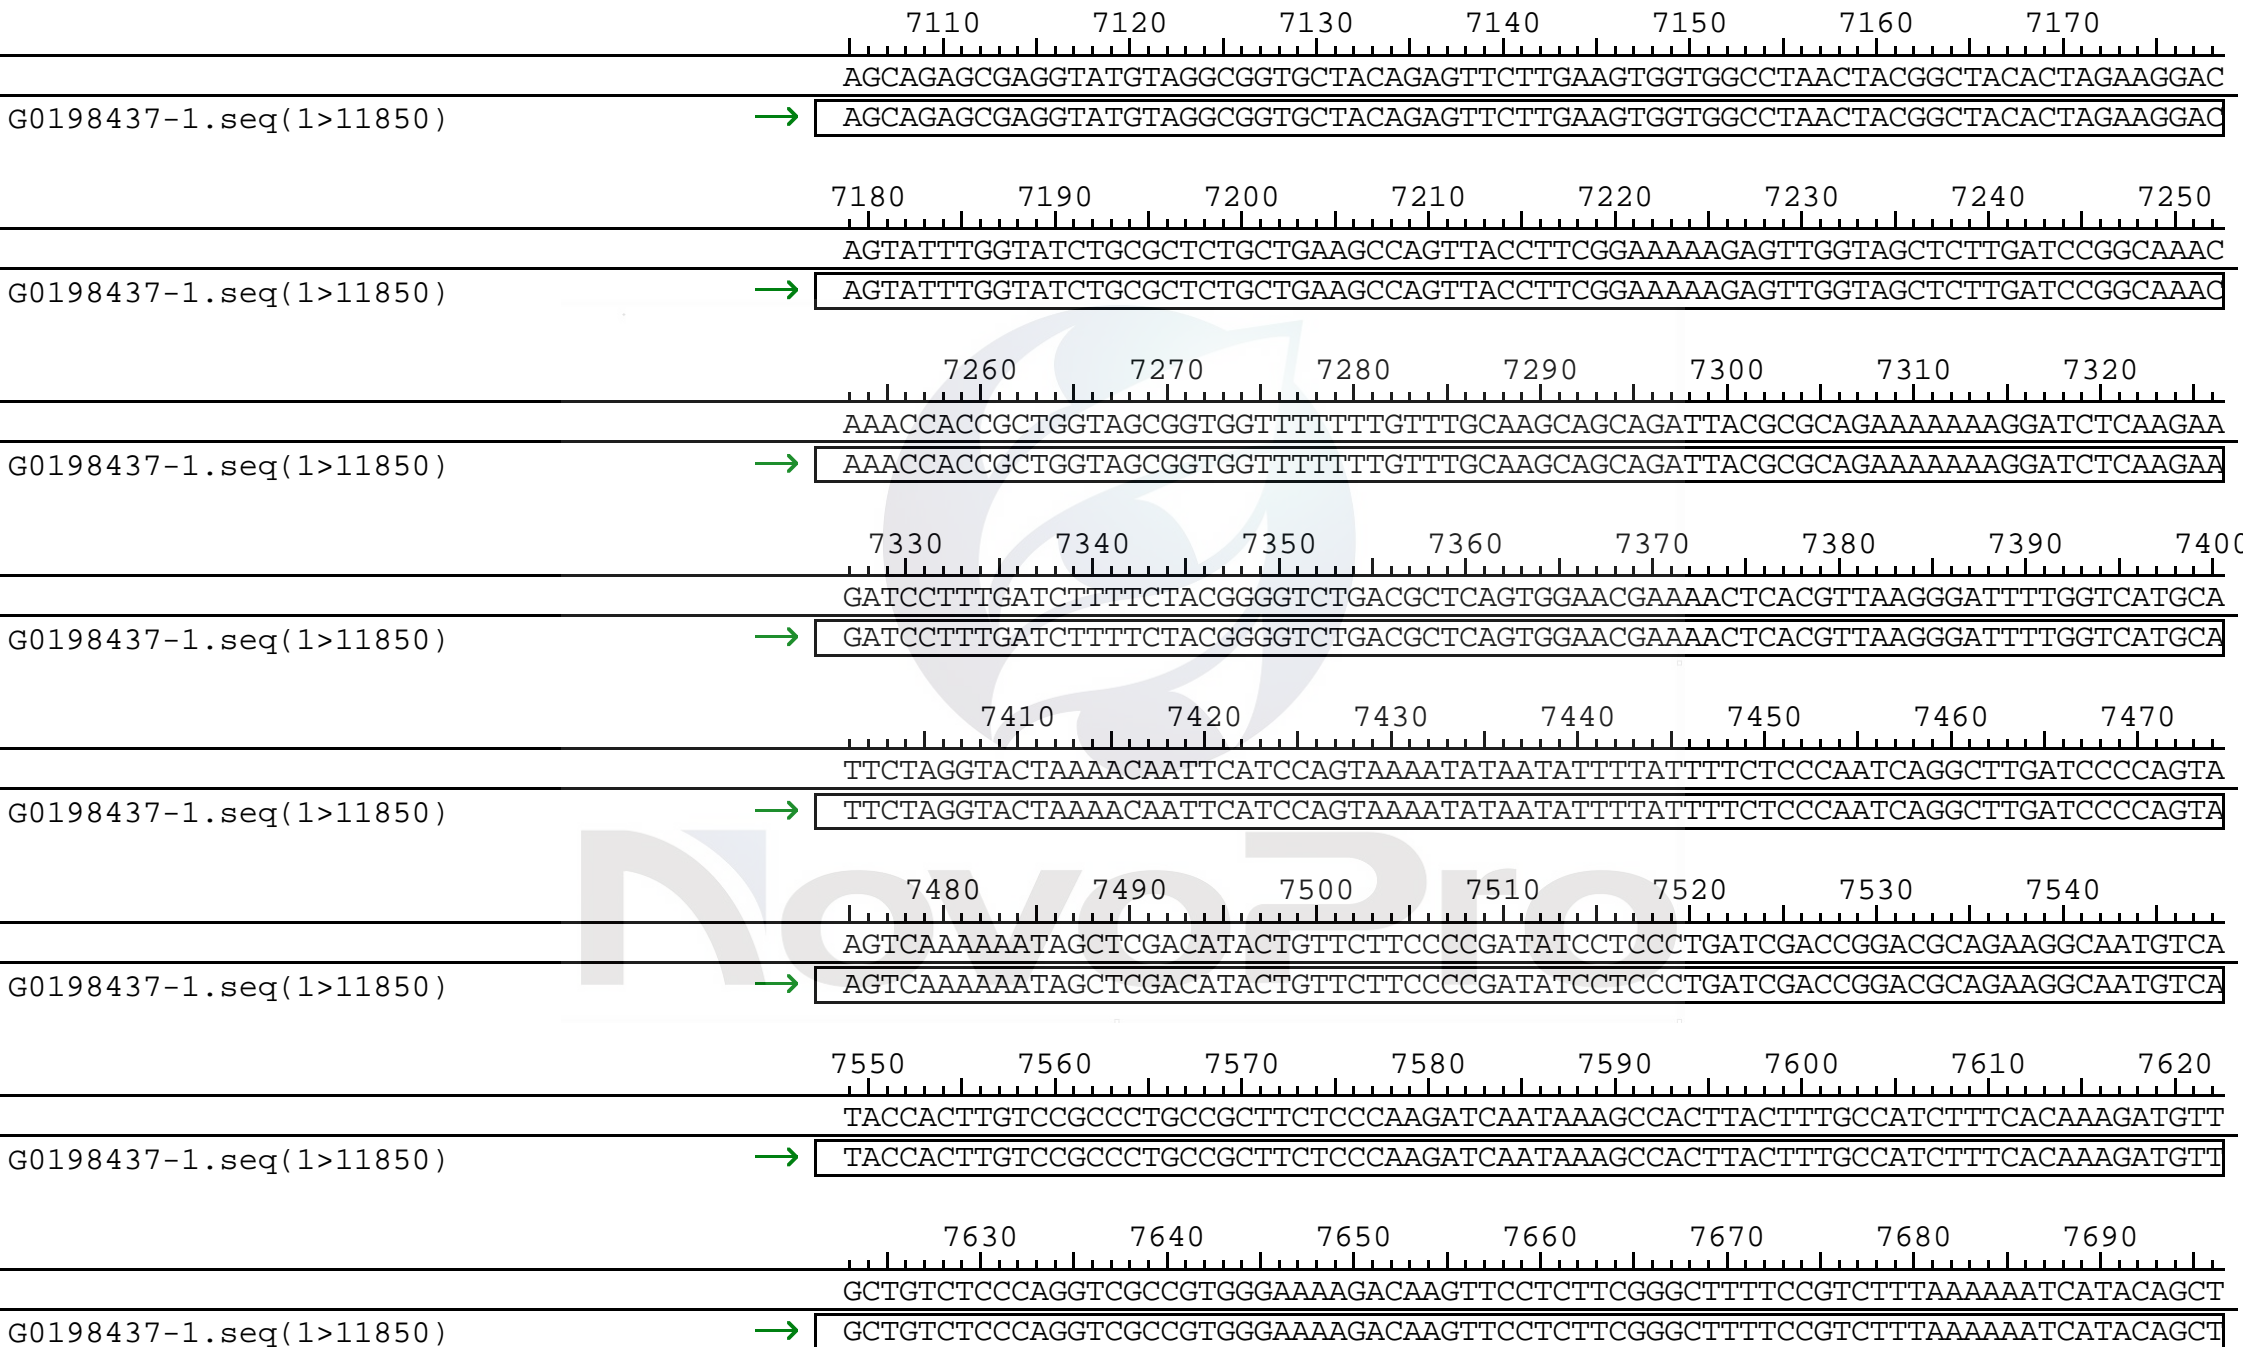 7110 7120 7130 7140 7150 7160 7170
AGCAGAGCGAGGTATGTAGGCGGTGCTACAGAGTTCTTGAAGTGGTGGCCTAACTACGGCTACACTAGAAGGAC
G0198437-1.seq(1>11850) → AGCAGAGCGAGGTATGTAGGCGGTGCTACAGAGTTCTTGAAGTGGTGGCCTAACTACGGCTACACTAGAAGGAC
7180 7190 7200 7210 7220 7230 7240 7250
AGTATTTGGTATCTGCGCTCTGCTGAAGCCAGTTACCTTCGGAAAAAGAGTTGGTAGCTCTTGATCCGGCAAAC
G0198437-1.seq(1>11850) → AGTATTTGGTATCTGCGCTCTGCTGAAGCCAGTTACCTTCGGAAAAAGAGTTGGTAGCTCTTGATCCGGCAAAC
7260 7270 7280 7290 7300 7310 7320
AAACCACCGCTGGTAGCGGTGGTTTTTTTGTTTGCAAGCAGCAGATTACGCGCAGAAAAAAAGGATCTCAAGAA
G0198437-1.seq(1>11850) → AAACCACCGCTGGTAGCGGTGGTTTTTTTGTTTGCAAGCAGCAGATTACGCGCAGAAAAAAAGGATCTCAAGAA
7330 7340 7350 7360 7370 7380 7390 7400
GATCCTTTGATCTTTTCTACGGGGTCTGACGCTCAGTGGAACGAAAACTCACGTTAAGGGATTTTGGTCATGCA
G0198437-1.seq(1>11850) → GATCCTTTGATCTTTTCTACGGGGTCTGACGCTCAGTGGAACGAAAACTCACGTTAAGGGATTTTGGTCATGCA
7410 7420 7430 7440 7450 7460 7470
TTCTAGGTACTAAAACAATTCATCCAGTAAAATATAATATTTTATTTTCTCCCAATCAGGCTTGATCCCCAGTA
G0198437-1.seq(1>11850) → TTCTAGGTACTAAAACAATTCATCCAGTAAAATATAATATTTTATTTTCTCCCAATCAGGCTTGATCCCCAGTA
NovoPro
7480 7490 7500 7510 7520 7530 7540
AGTCAAAAAATAGCTCGACATACTGTTCTTCCCCGATATCCTCCCTGATCGACCGGACGCAGAAGGCAATGTCA
G0198437-1.seq(1>11850) → AGTCAAAAAATAGCTCGACATACTGTTCTTCCCCGATATCCTCCCTGATCGACCGGACGCAGAAGGCAATGTCA
7550 7560 7570 7580 7590 7600 7610 7620
TACCACTTGTCCGCCCTGCCGCTTCTCCCAAGATCAATAAAGCCACTTACTTTGCCATCTTTCACAAAGATGTT
G0198437-1.seq(1>11850) → TACCACTTGTCCGCCCTGCCGCTTCTCCCAAGATCAATAAAGCCACTTACTTTGCCATCTTTCACAAAGATGTT
7630 7640 7650 7660 7670 7680 7690
GCTGTCTCCCAGGTCGCCGTGGGAAAAGACAAGTTCCTCTTCGGGCTTTTCCGTCTTTAAAAAATCATACAGCT
G0198437-1.seq(1>11850) → GCTGTCTCCCAGGTCGCCGTGGGAAAAGACAAGTTCCTCTTCGGGCTTTTCCGTCTTTAAAAAATCATACAGCT